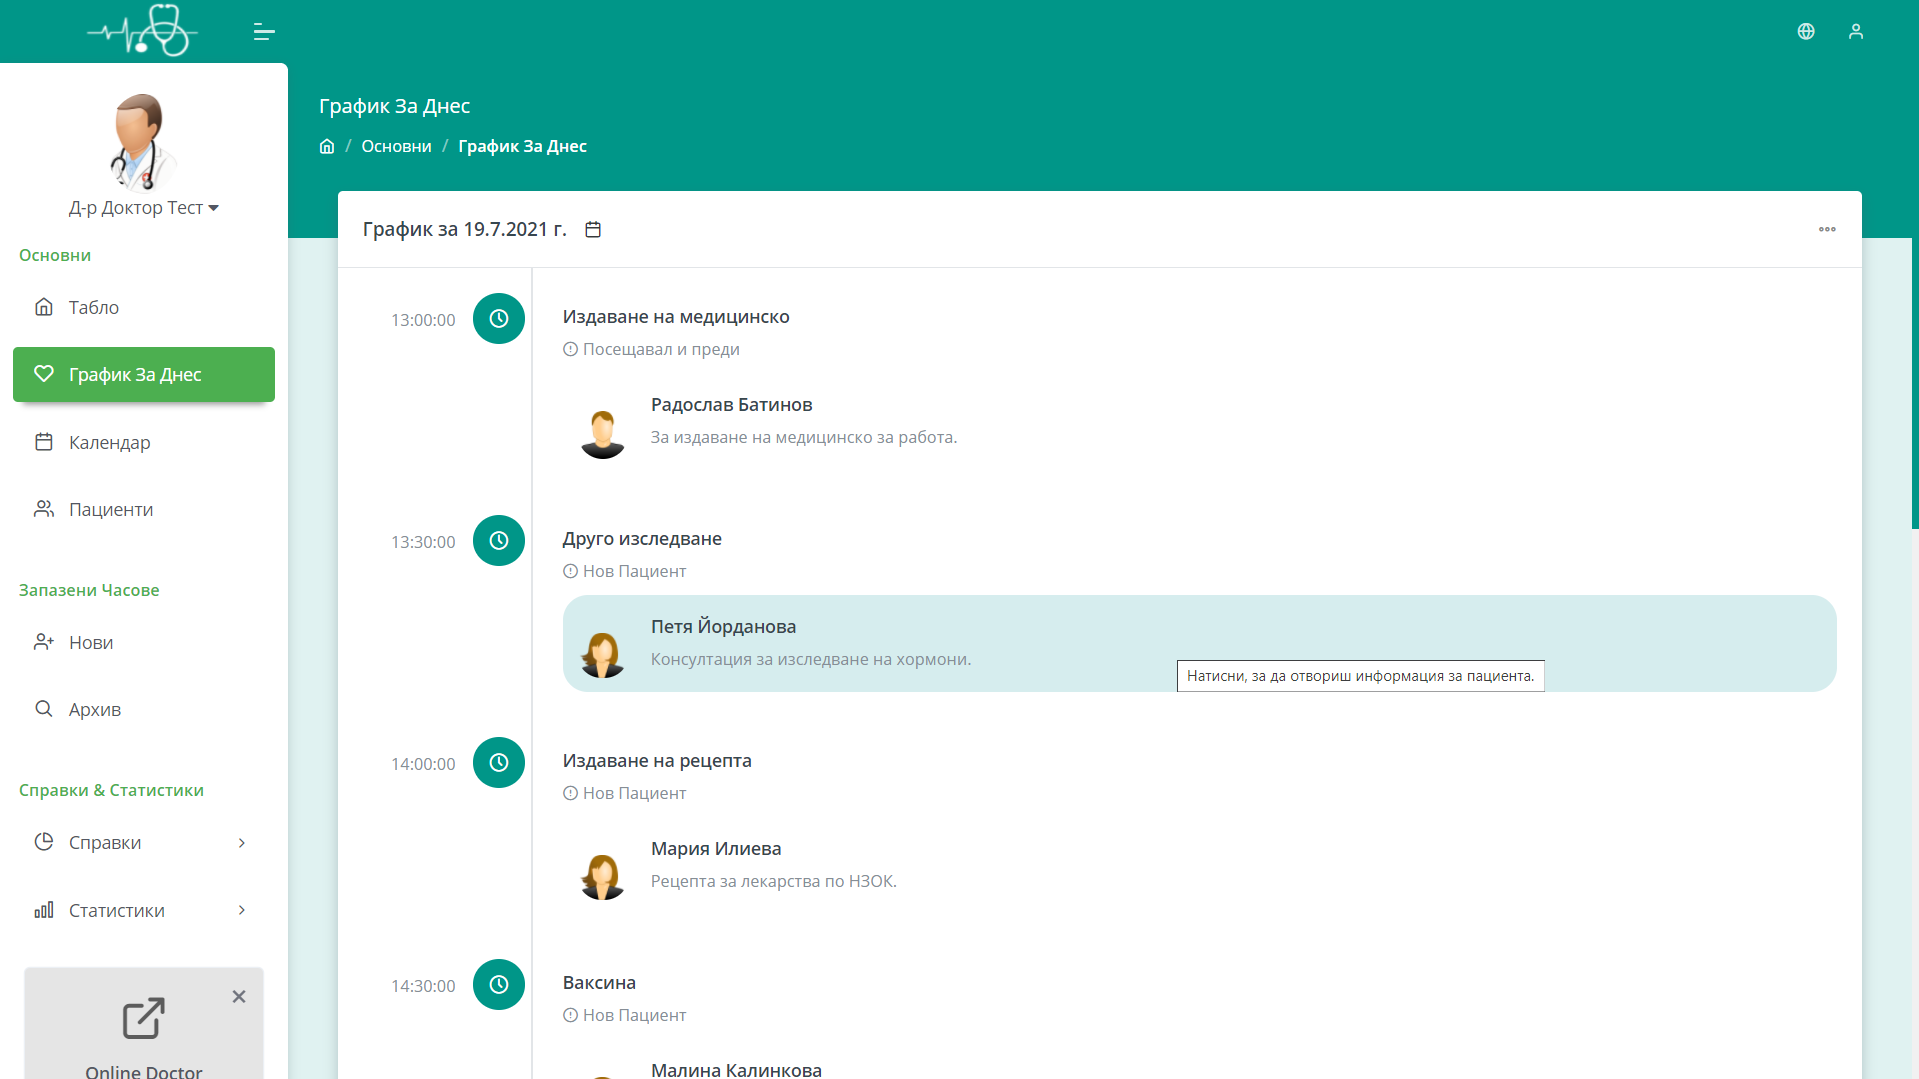 График За Днес
/ Основни / График За Днес
Д-р Доктор Тест
Основни
Табло
График За Днес
Календар
Пациенти
Запазени Часове
Нови
Архив
Справки & Статистики
Справки
Статистики
Online Doctor
График за 19.7.2021 г.
13:00:00
Издаване на медицинско
Посещавал и преди
Радослав Батинов
За издаване на медицинско за работа.
13:30:00
Друго изследване
Нов Пациент
Петя Йорданова
Консултация за изследване на хормони.
Натисни, за да отвориш информация за пациента.
14:00:00
Издаване на рецепта
Нов Пациент
Мария Илиева
Рецепта за лекарства по НЗОК.
14:30:00
Ваксина
Нов Пациент
Малина Калинкова